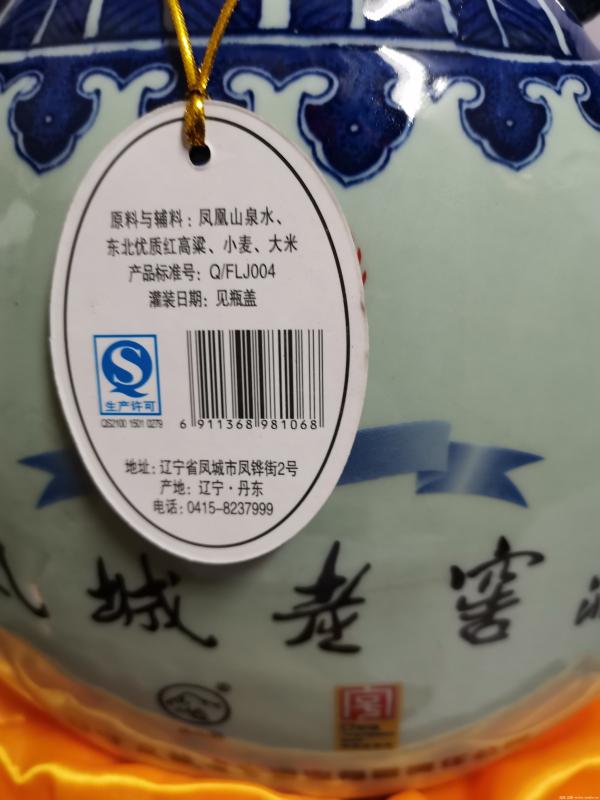 原料与辅料：凤凰山泉水、
东北优质红高粱、小麦、大米
产品标准号：Q/FLJ004
灌装日期：见瓶盖
生产许可
QS2100 1501 0279
6 911368 981068
地址：辽宁省凤城市凤铧街2号
产地：辽宁·丹东
电话：0415-8237999
城老窖